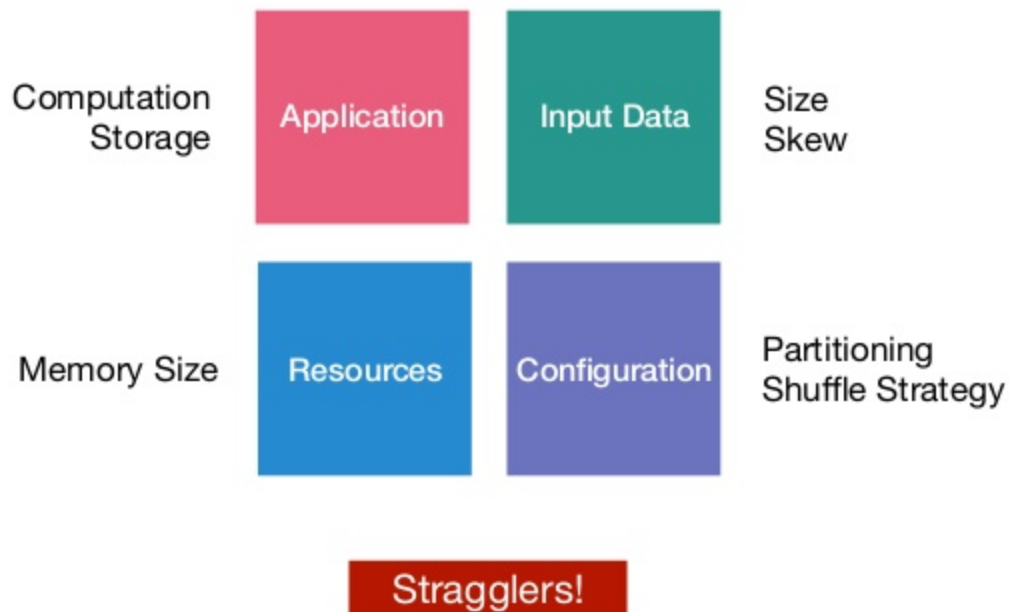 Computation
Storage
Application
Input Data
Size
Skew
Memory Size
Resources
Configuration
Partitioning
Shuffle Strategy
Stragglers!